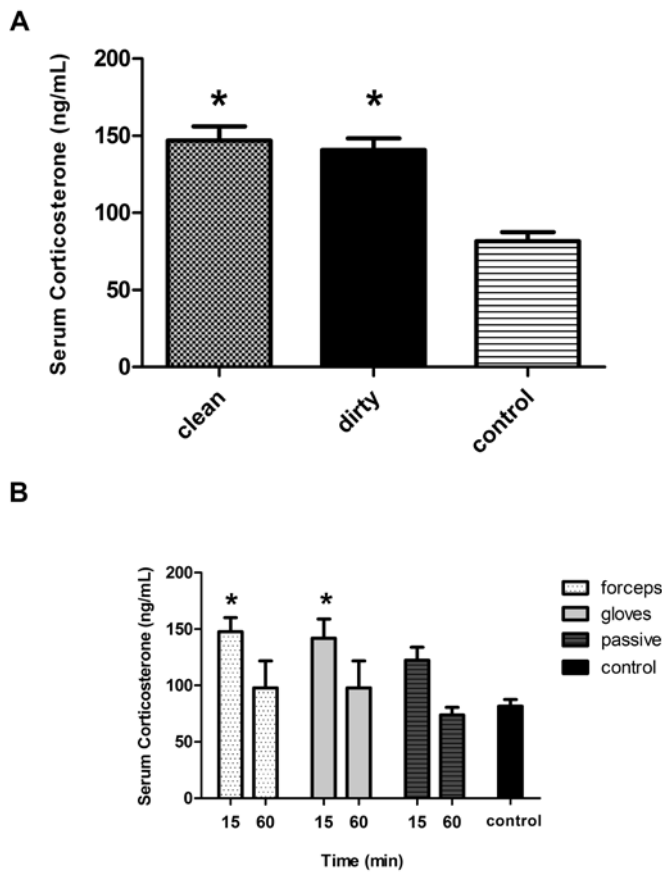 A
Serum Corticosterone (ng/mL)
200
150
100
50
0
*
*
clean
dirty
control
B
Serum Corticosterone (ng/mL)
200
150
100
50
0
*
*
15 60 15 60 15 60 control
Time (min)
forceps
gloves
passive
control